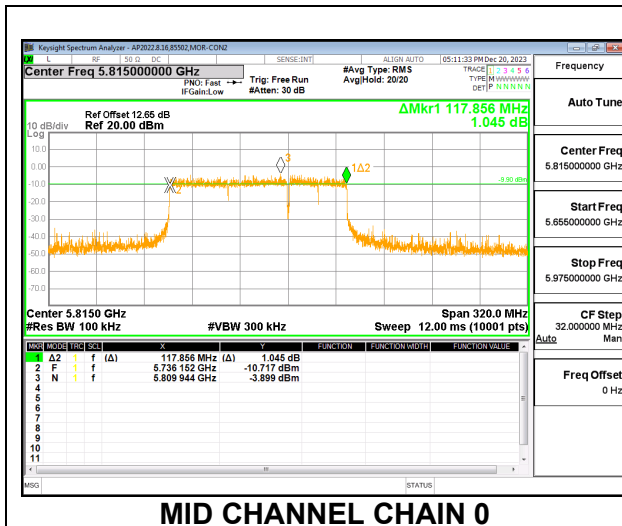 Keysight Spectrum Analyzer - AP2022.8.16,85502,MOR-CON2
L RF 50 Ω DC SENSE:INT ALIGN AUTO 05:11:33 PM Dec 20, 2023
Center Freq 5.815000000 GHz
PNO: Fast
IFGain:Low
Trig: Free Run
#Atten: 30 dB
#Avg Type: RMS
Avg|Hold: 20/20
TRACE 1 2 3 4 5 6
TYPE M WWWWW
DET P N N N N N
Ref Offset 12.65 dB
Ref 20.00 dBm
10 dB/div
Log
ΔMkr1 117.856 MHz
1.045 dB
10.0
0.00
-10.0
-20.0
-30.0
-40.0
-50.0
-60.0
-70.0
3
1Δ2
2
-9.90 dBm
Center 5.8150 GHz
#Res BW 100 kHz
#VBW 300 kHz
Span 320.0 MHz
Sweep 12.00 ms (10001 pts)
MKR MODE TRC SCL X Y FUNCTION FUNCTION WIDTH FUNCTION VALUE
1 Δ2 1 f (Δ) 117.856 MHz (Δ) 1.045 dB
2 F 1 f 5.736 152 GHz -10.717 dBm
3 N 1 f 5.809 944 GHz -3.899 dBm
4
5
6
7
8
9
10
11
MSG STATUS
Frequency
Auto Tune
Center Freq
5.815000000 GHz
Start Freq
5.655000000 GHz
Stop Freq
5.975000000 GHz
CF Step
32.000000 MHz
Auto Man
Freq Offset
0 Hz
MID CHANNEL CHAIN 0